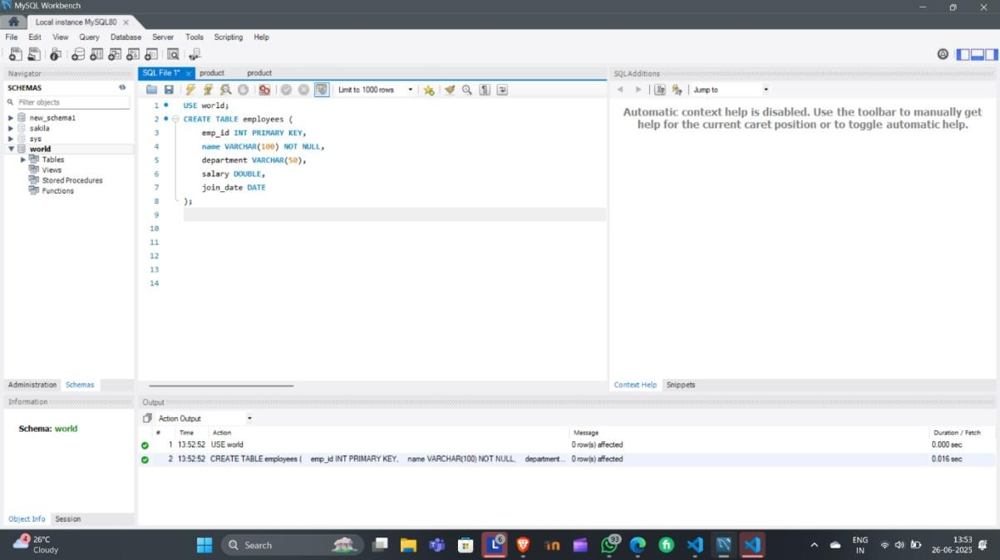 MySQL Workbench
Local instance MySQL80
File Edit View Query Database Server Tools Scripting Help
Navigator
SCHEMAS
Filter objects
new_schema1
sakila
sys
world
Tables
Views
Stored Procedures
Functions
Administration Schemas
Information
Schema: world
Object Info Session
SQL File 1* product product
Limit to 1000 rows
1 USE world;
2 CREATE TABLE employees (
3 emp_id INT PRIMARY KEY,
4 name VARCHAR(100) NOT NULL,
5 department VARCHAR(50),
6 salary DOUBLE,
7 join_date DATE
8 );
9
10
11
12
13
14
SQLAdditions
Jump to
Automatic context help is disabled. Use the toolbar to manually get
help for the current caret position or to toggle automatic help.
Context Help Snippets
Output
Action Output
# Time Action Message Duration / Fetch
1 13:52:52 USE world 0 row(s) affected 0.000 sec
2 13:52:52 CREATE TABLE employees ( emp_id INT PRIMARY KEY, name VARCHAR(100) NOT NULL, department... 0 row(s) affected 0.016 sec
4
26°C
Cloudy
Search
L
6
in
93
fi
ENG
IN
13:53
26-06-2025